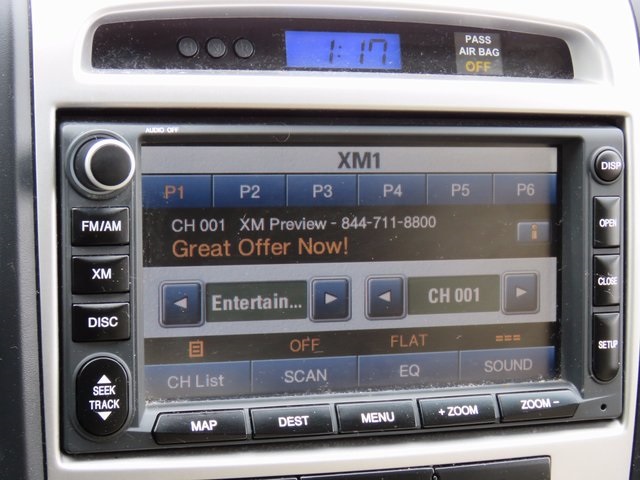 1:17
PASS
AIR BAG
OFF
AUDIO OFF
XM1
P1 P2 P3 P4 P5 P6
CH 001 XM Preview - 844-711-8800
Great Offer Now!
i
Entertain... CH 001
OFF FLAT ===
CH List SCAN EQ SOUND
FM/AM
XM
DISC
SEEK
TRACK
DISP
OPEN
CLOSE
SETUP
MAP DEST MENU + ZOOM ZOOM -